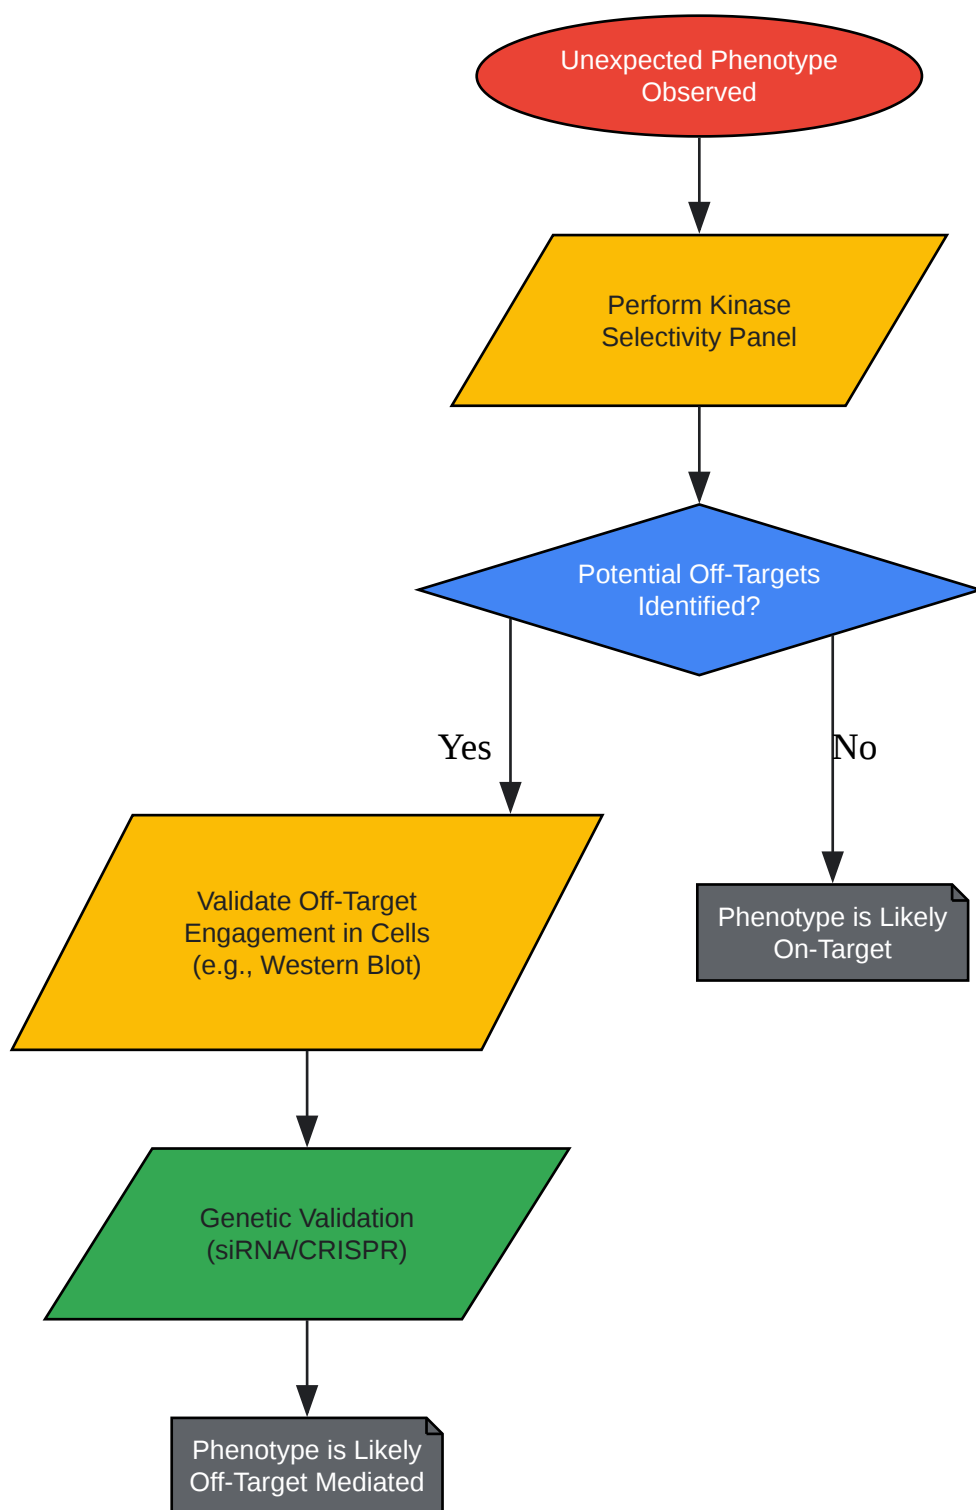 Unexpected Phenotype
Observed
Perform Kinase
Selectivity Panel
Potential Off-Targets
Identified?
Yes
No
Validate Off-Target
Engagement in Cells
(e.g., Western Blot)
Phenotype is Likely
On-Target
Genetic Validation
(siRNA/CRISPR)
Phenotype is Likely
Off-Target Mediated